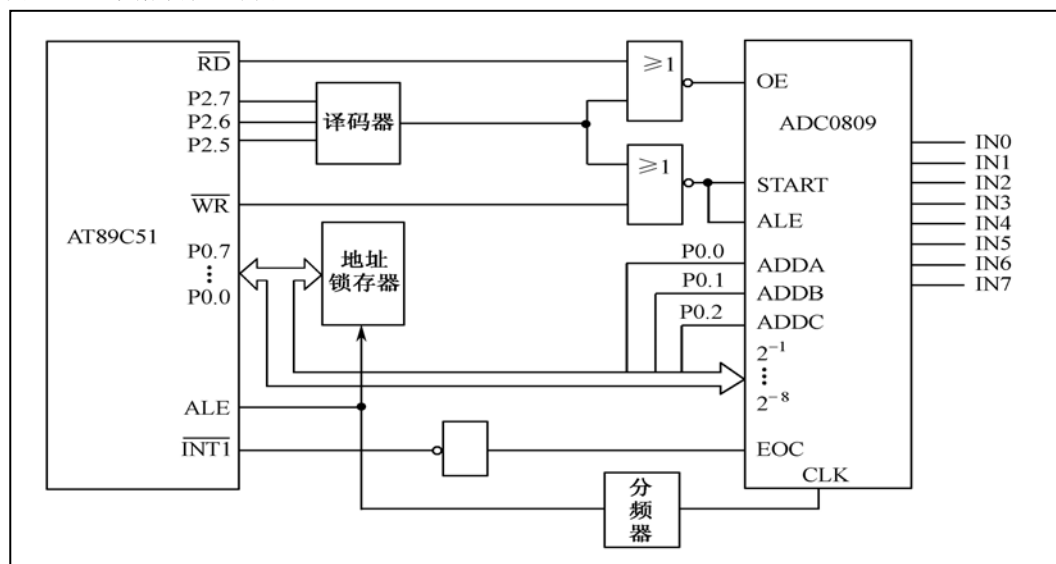 RD
P2.7
P2.6
P2.5
WR
AT89C51
P0.7
P0.0
ALE
INT1
译码器
地址
锁存器
≥1
≥1
分
频
器
P0.0
P0.1
P0.2
OE
ADC0809
START
ALE
ADDA
ADDB
ADDC
2⁻¹
2⁻⁸
EOC
CLK
IN0
IN1
IN2
IN3
IN4
IN5
IN6
IN7